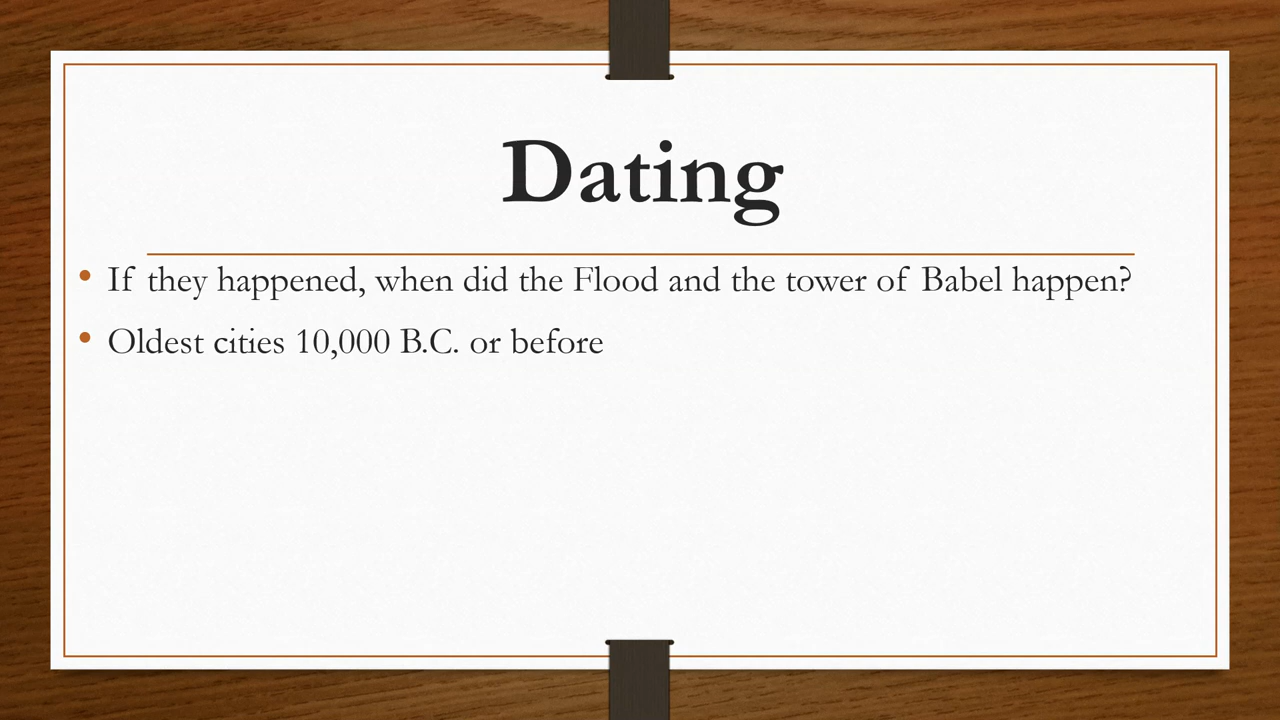 Dating
• If they happened, when did the Flood and the tower of Babel happen?
• Oldest cities 10,000 B.C. or before